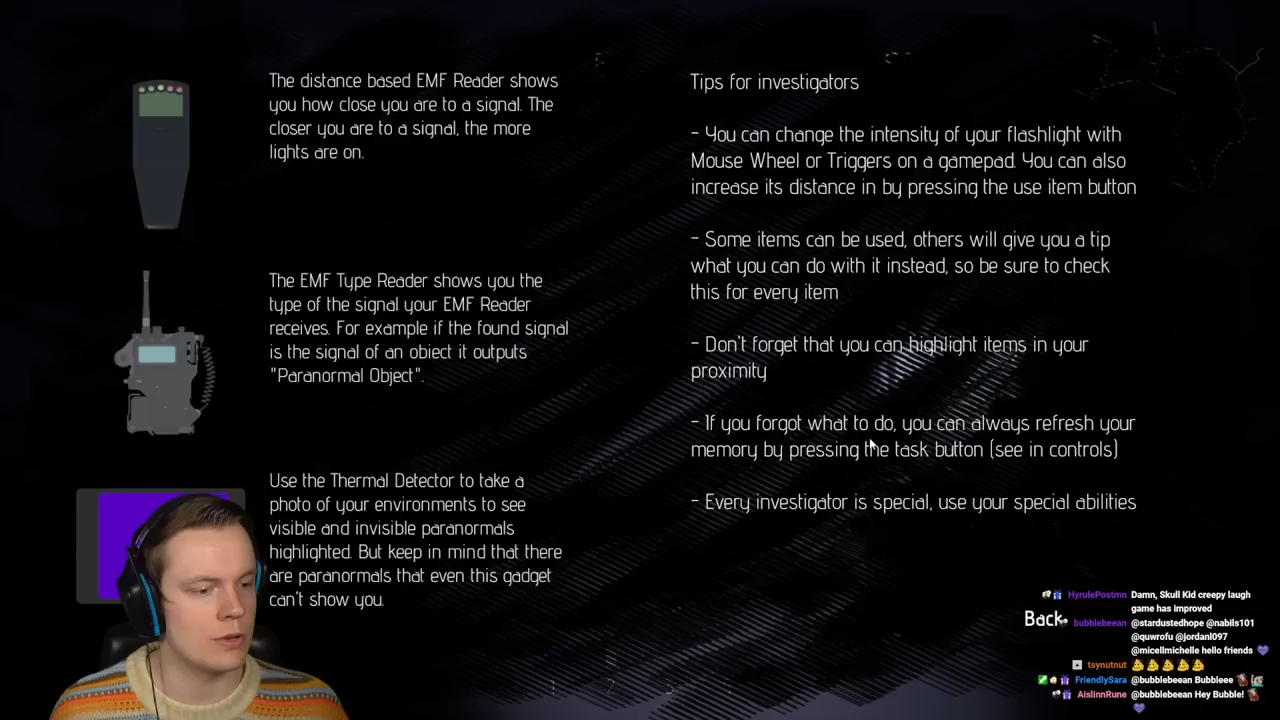 The distance based EMF Reader shows
you how close you are to a signal. The
closer you are to a signal, the more
lights are on.
The EMF Type Reader shows you the
type of the signal your EMF Reader
receives. For example if the found signal
is the signal of an object it outputs
"Paranormal Object".
Use the Thermal Detector to take a
photo of your environments to see
visible and invisible paranormals
highlighted. But keep in mind that there
are paranormals that even this gadget
can't show you.
Tips for investigators
- You can change the intensity of your flashlight with
Mouse Wheel or Triggers on a gamepad. You can also
increase its distance in by pressing the use item button
- Some items can be used, others will give you a tip
what you can do with it instead, so be sure to check
this for every item
- Don't forget that you can highlight items in your
proximity
- If you forgot what to do, you can always refresh your
memory by pressing the task button (see in controls)
- Every investigator is special, use your special abilities
Back
HyrulePostmn Damn, Skull Kid creepy laugh
game has improved
bubblebeean @stardustedhope @nabils101
@quwrofu @jordanl097
@micellmichelle hello friends
tsynutnut
FriendlySara @bubblebeean Bubbleee
AislinnRune @bubblebeean Hey Bubble!